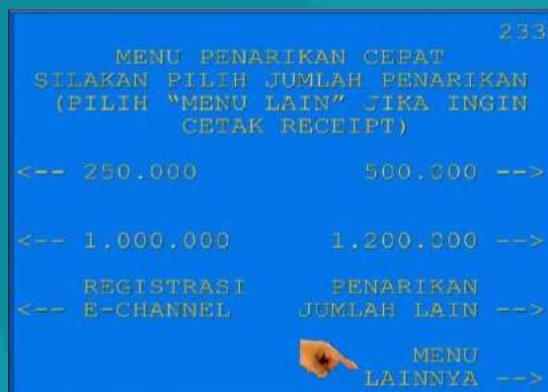 233
MENU PENARIKAN CEPAT
SILAKAN PILIH JUMLAH PENARIKAN
(PILIH "MENU LAIN" JIKA INGIN
CETAK RECEIPT)
<-- 250.000 500.000 -->
<-- 1.000.000 1.200.000 -->
REGISTRASI PENARIKAN
<-- E-CHANNEL JUMLAH LAIN -->
MENU
LAINNYA -->